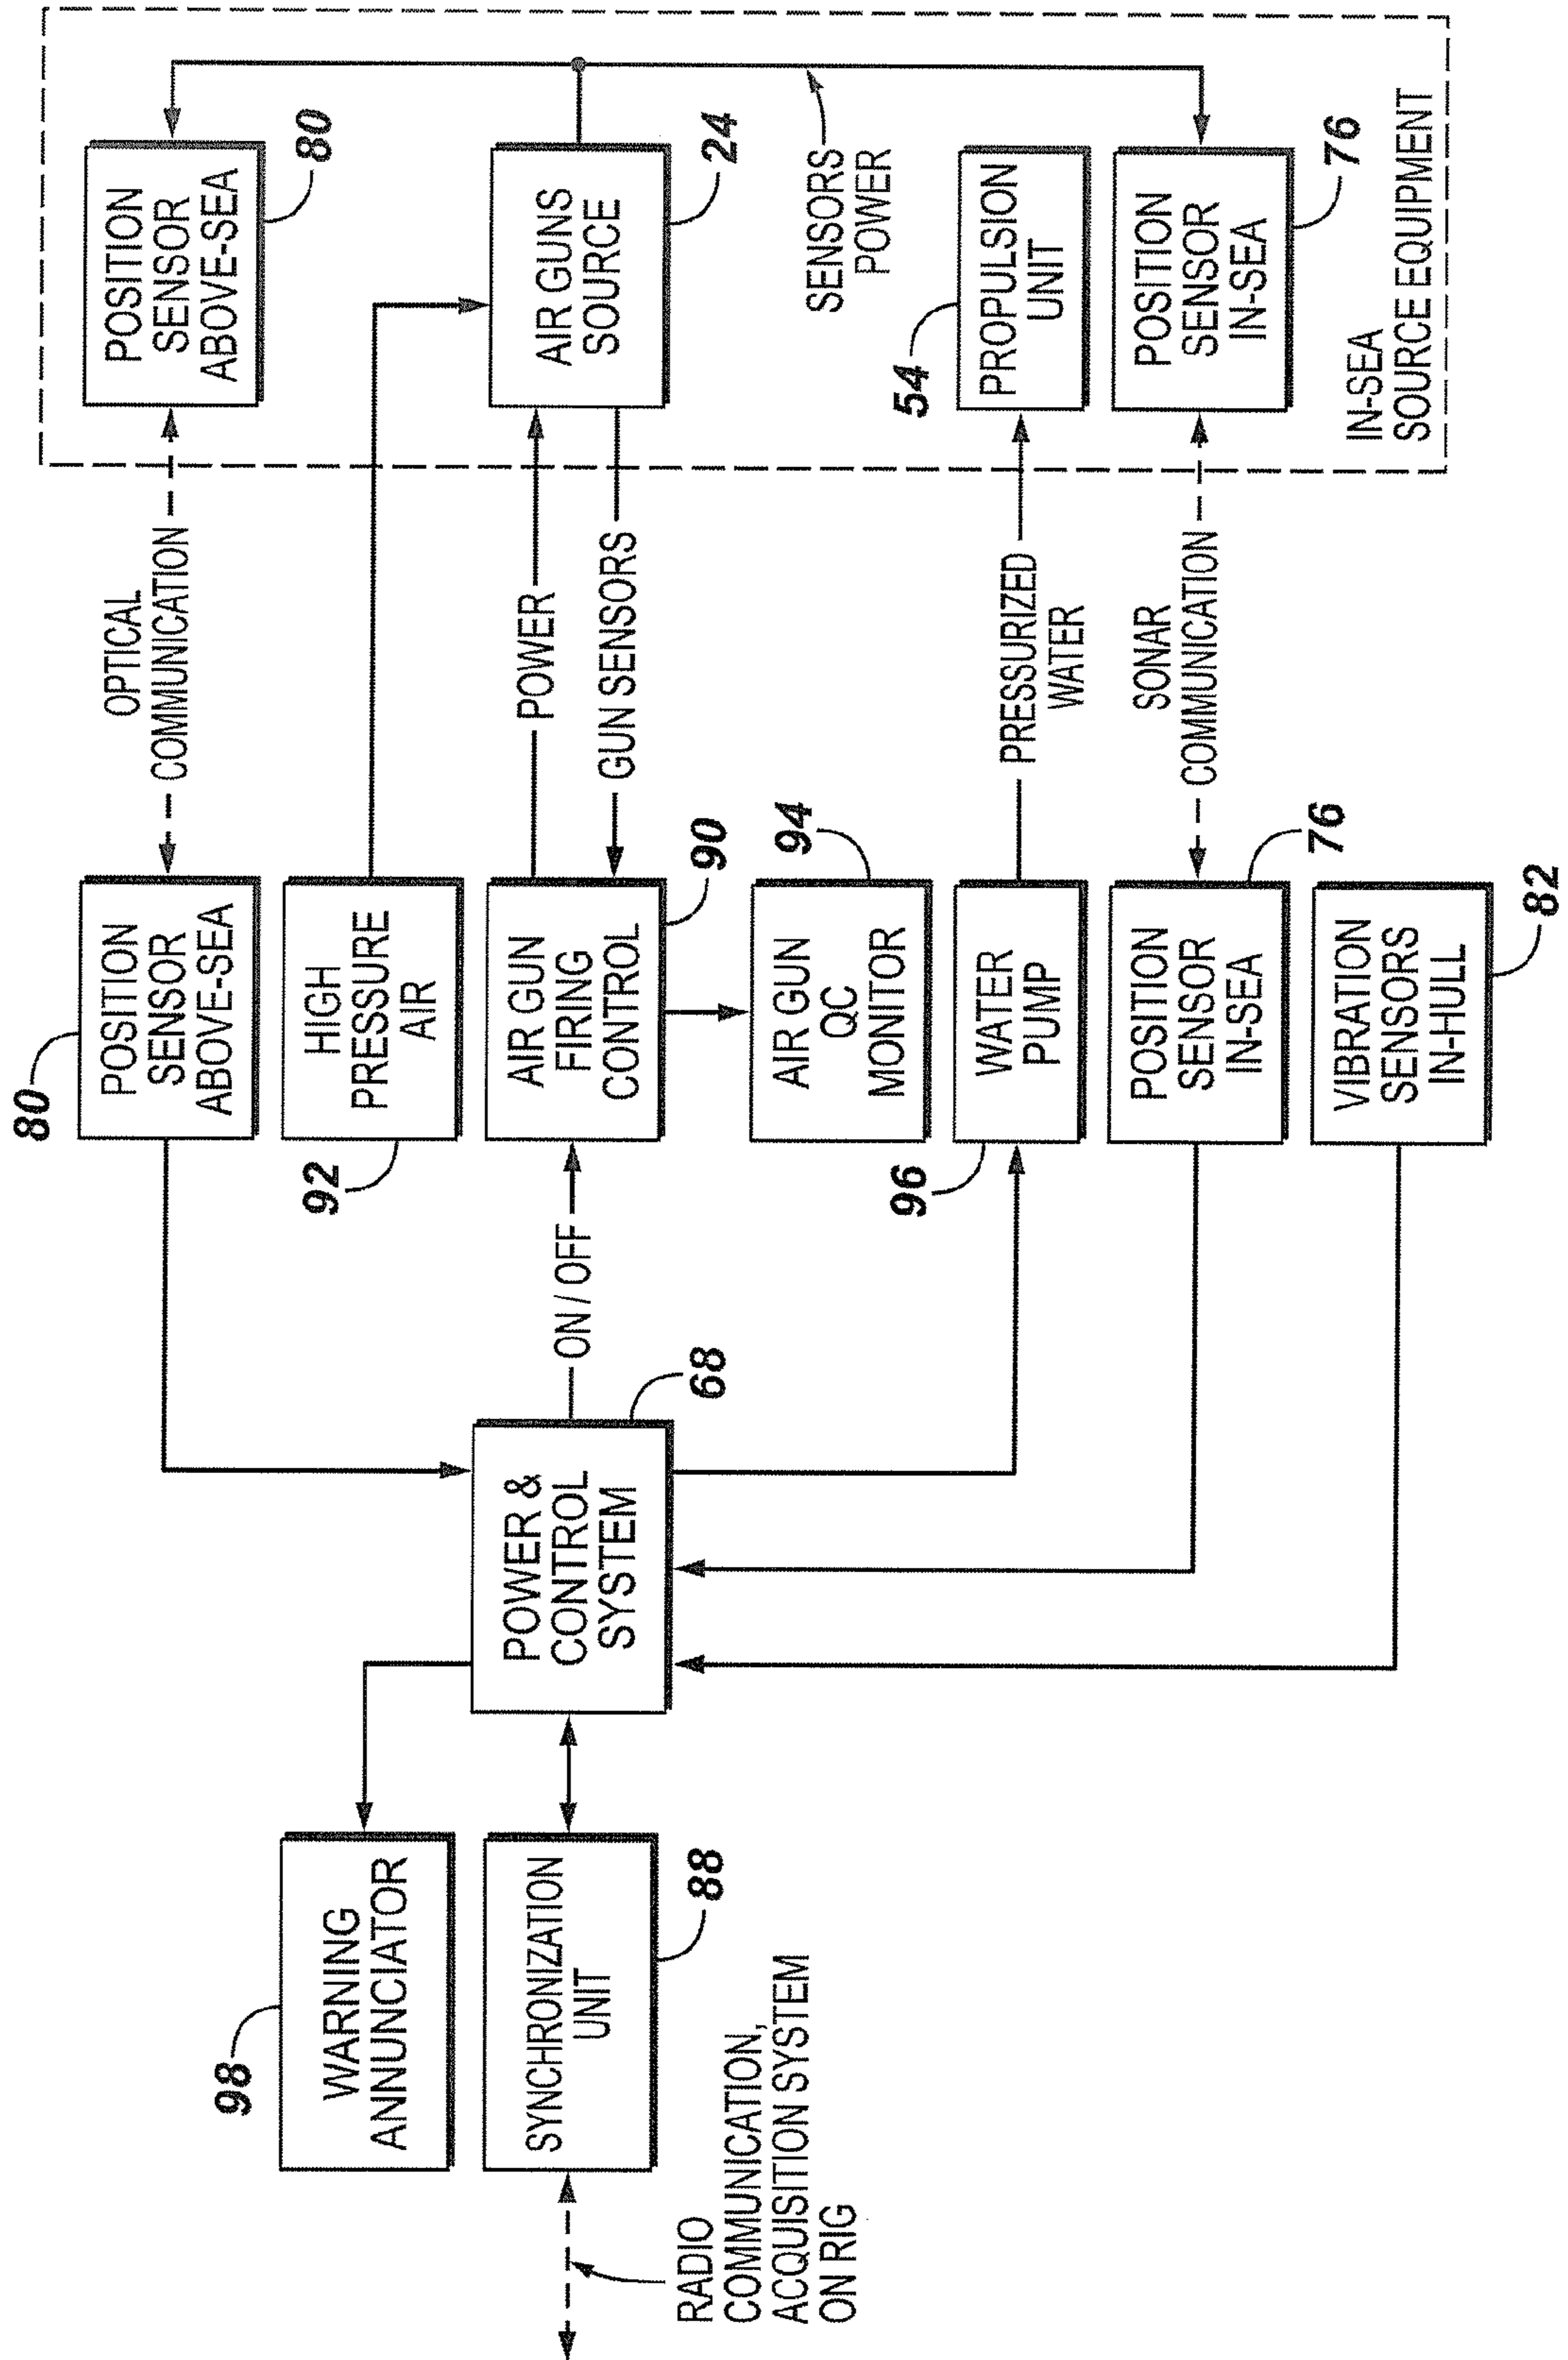 98
WARNING
ANNUNCIATOR
SYNCHRONIZATION
UNIT
88
RADIO
COMMUNICATION,
ACQUISITION SYSTEM
ON RIG
POWER &
CONTROL
SYSTEM
68
ON / OFF
80
POSITION
SENSOR
ABOVE-SEA
92
HIGH
PRESSURE
AIR
AIR GUN
FIRING
CONTROL
90
AIR GUN
QC
MONITOR
94
96
WATER
PUMP
POSITION
SENSOR
IN-SEA
76
VIBRATION
SENSORS
IN-HULL
82
OPTICAL
COMMUNICATION
POWER
GUN SENSORS
PRESSURIZED
WATER
SONAR
COMMUNICATION
POSITION
SENSOR
ABOVE-SEA
80
AIR GUNS
SOURCE
24
SENSORS
POWER
54
PROPULSION
UNIT
POSITION
SENSOR
IN-SEA
76
IN-SEA
SOURCE EQUIPMENT